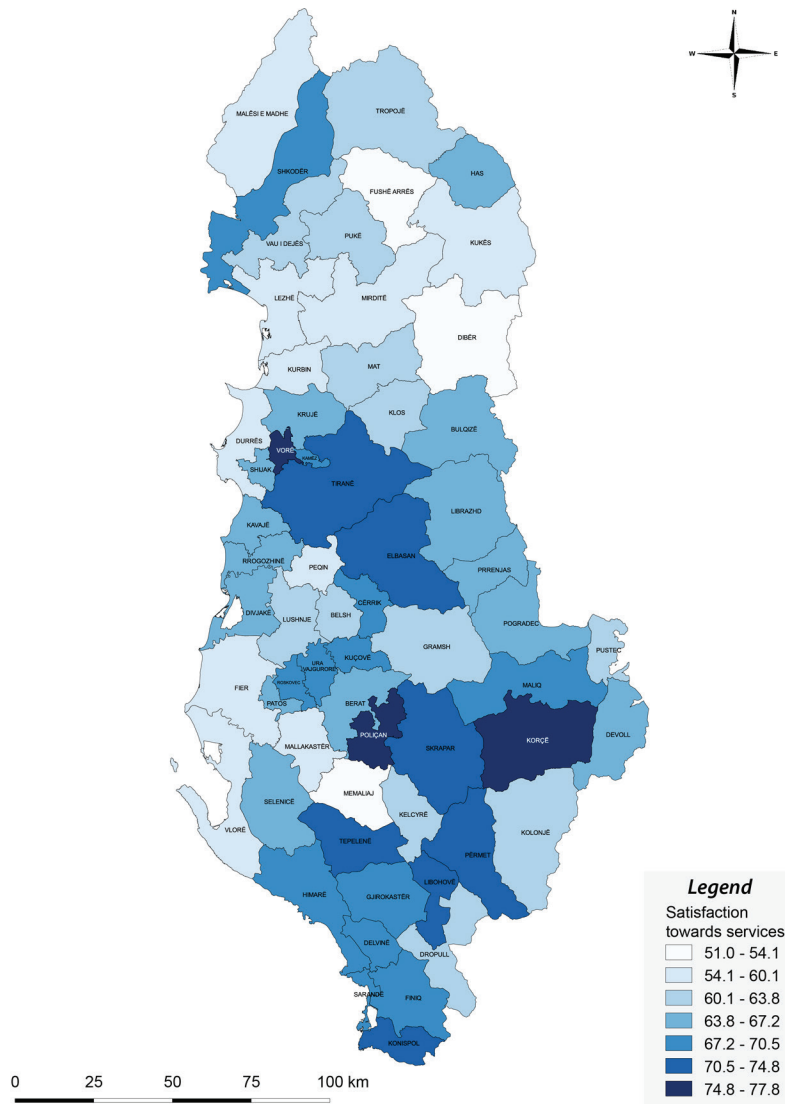 N
W
E
S
MALËSI E MADHE
TROPOJË
SHKODËR
HAS
FUSHË ARRËS
PUKË
VAU I DEJËS
KUKËS
LEZHË
MIRDITË
DIBËR
KURBIN
MAT
KLOS
KRUJË
BULQIZË
DURRËS
VORË
KAMËZ
SHIJAK
TIRANË
LIBRAZHD
KAVAJË
ELBASAN
RROGOZHINË
PEQIN
PRRENJAS
CËRRIK
DIVJAKË
LUSHNJE
BELSH
POGRADEC
GRAMSH
PUSTEC
URA
VAJGURORE
KUÇOVË
ROSKOVEC
MALIQ
FIER
PATOS
BERAT
POLIÇAN
KORÇË
DEVOLL
MALLAKASTËR
SKRAPAR
MEMALIAJ
SELENICË
KELCYRË
VLORË
KOLONJË
TEPELENË
PËRMET
LIBOHOVË
HIMARË
GJIROKASTËR
DELVINË
DROPULL
SARANDË
FINIQ
KONISPOL
Legend
Satisfaction
towards services
51.0 - 54.1
54.1 - 60.1
60.1 - 63.8
63.8 - 67.2
67.2 - 70.5
70.5 - 74.8
74.8 - 77.8
0 25 50 75 100 km